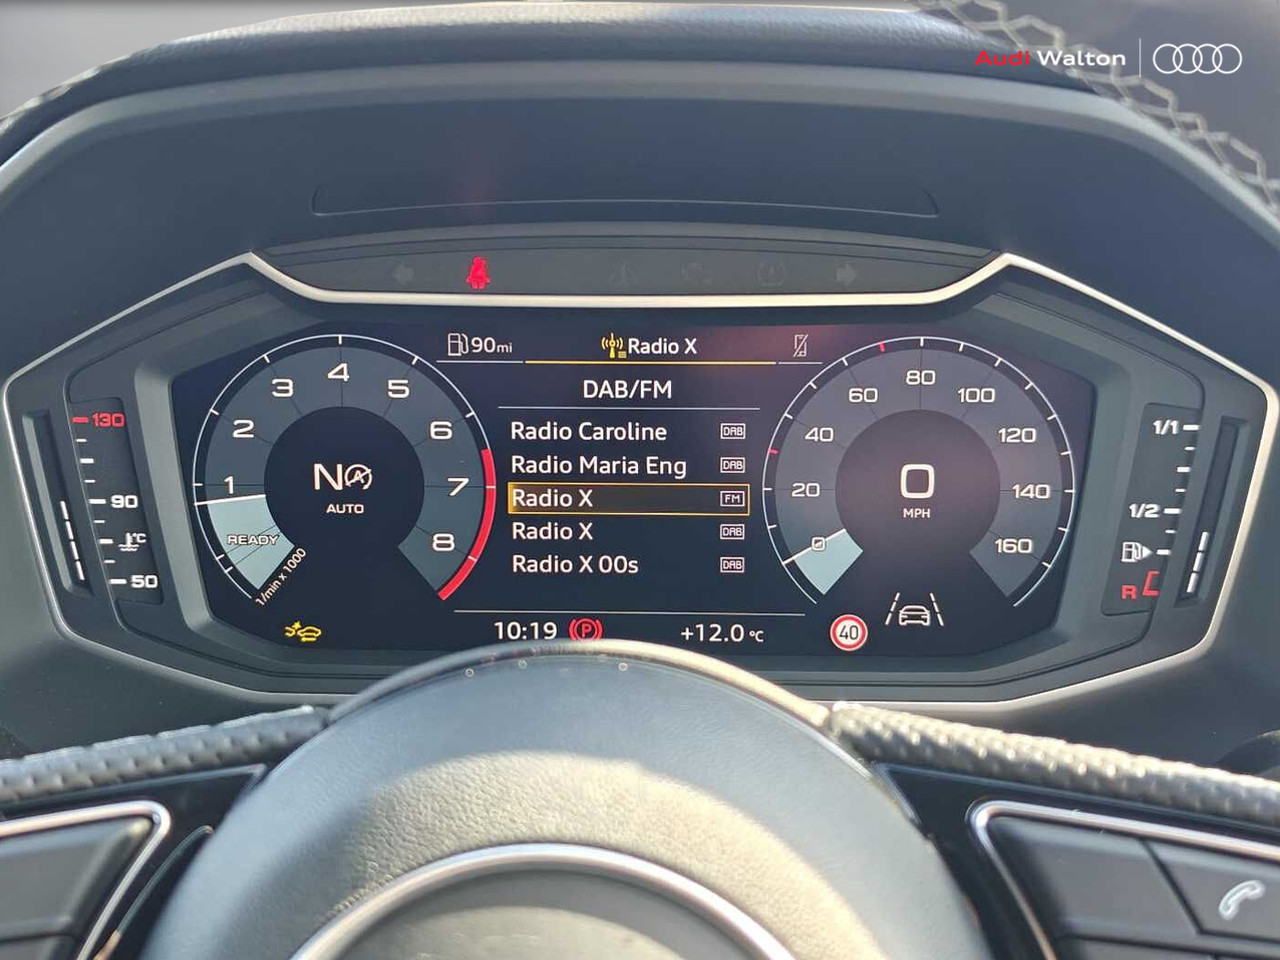 Audi Walton
90mi
Radio X
DAB/FM
Radio Caroline DAB
Radio Maria Eng DAB
Radio X FM
Radio X DAB
Radio X 00s DAB
10:19
P
+12.0 °C
40
1
2
3
4
5
6
7
8
N A
AUTO
READY
1/min x 1000
0
20
40
60
80
100
120
140
160
0
MPH
130
90
°C
50
1/1
1/2
R